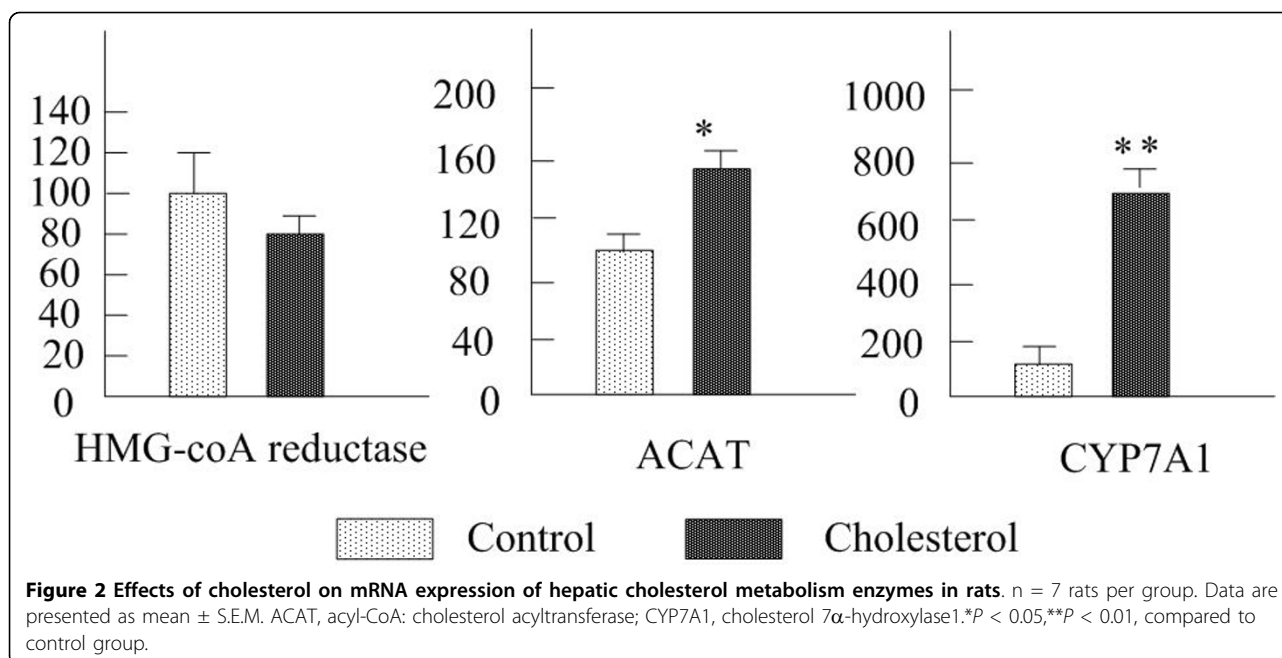 140
120
100
80
60
40
20
0
HMG-coA reductase
200
160
120
80
40
0
*
ACAT
1000
800
600
400
200
0
**
CYP7A1
Control
Cholesterol
Figure 2 Effects of cholesterol on mRNA expression of hepatic cholesterol metabolism enzymes in rats. n = 7 rats per group. Data are
presented as mean ± S.E.M. ACAT, acyl-CoA: cholesterol acyltransferase; CYP7A1, cholesterol 7α-hydroxylase1.*P < 0.05,**P < 0.01, compared to
control group.